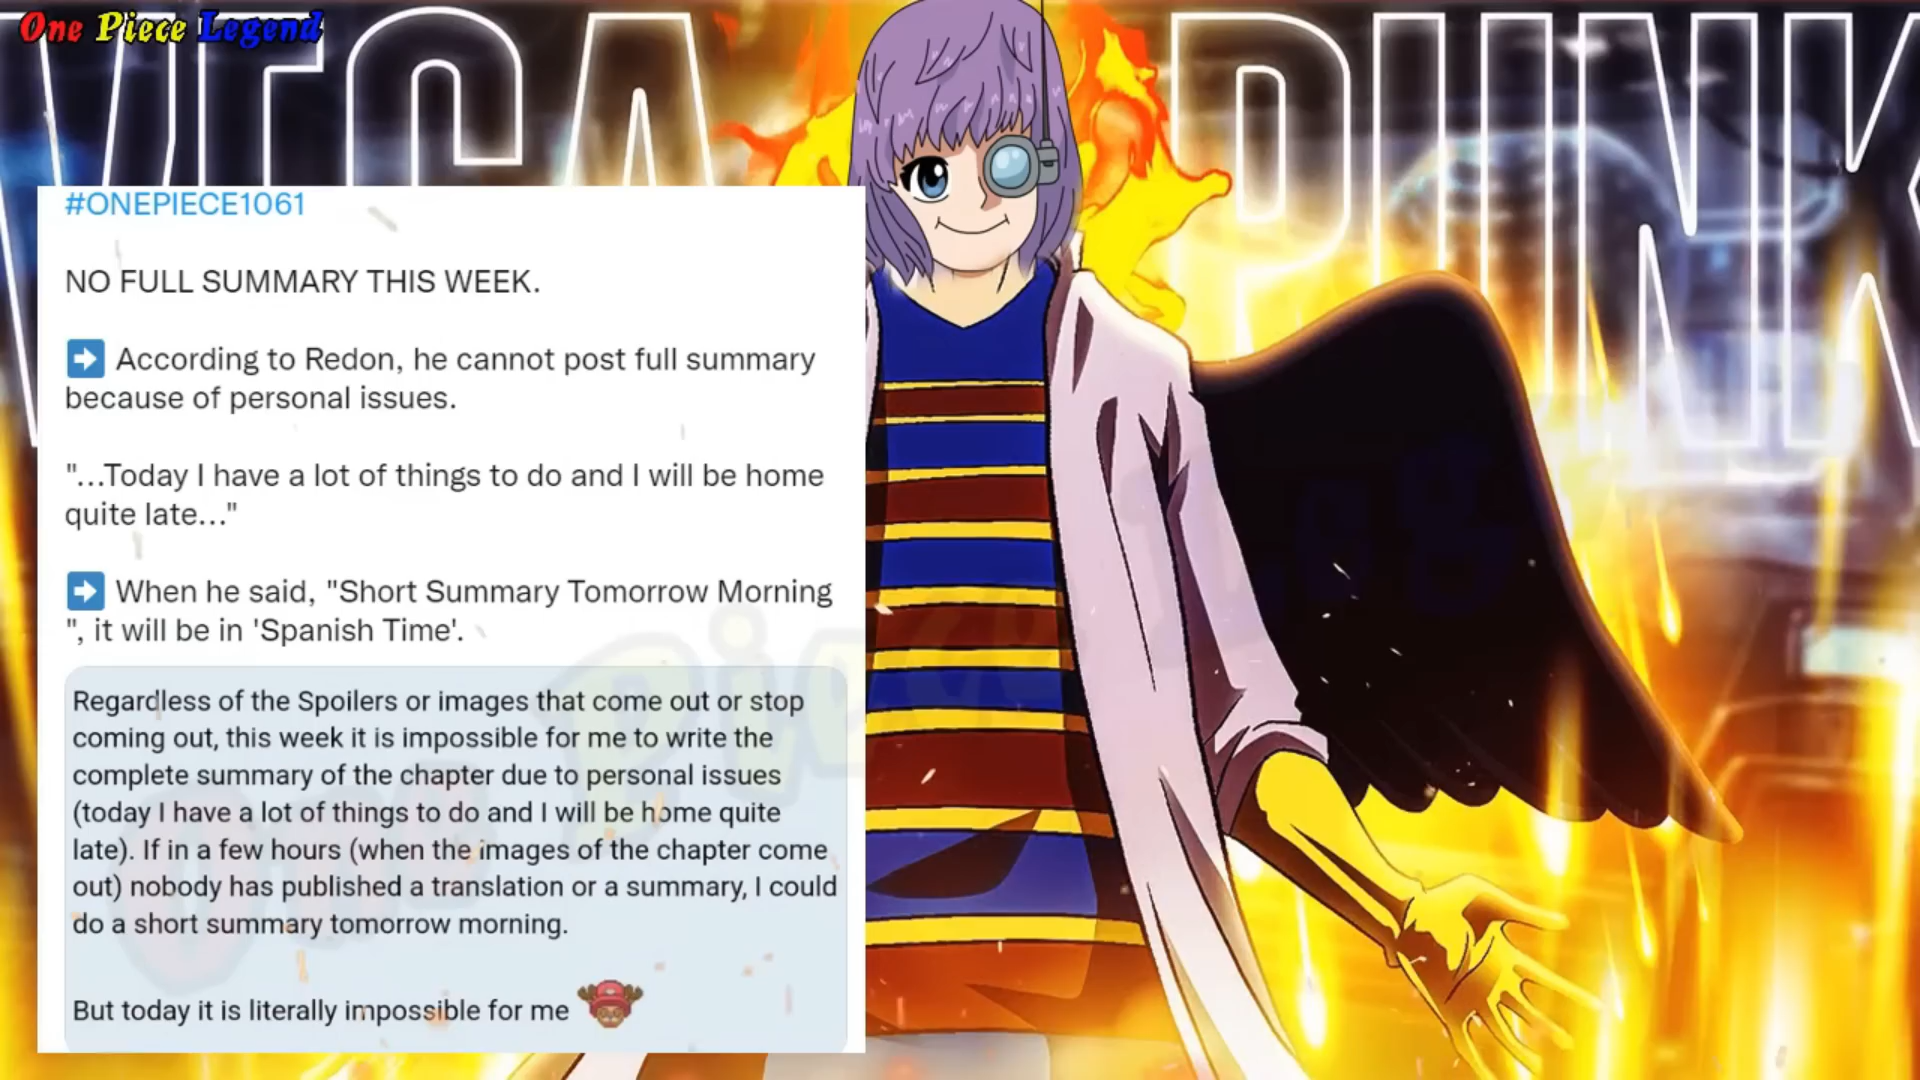 One Piece Legend
VEGA PUNK
#ONEPIECE1061
NO FULL SUMMARY THIS WEEK.
➡ According to Redon, he cannot post full summary
because of personal issues.
"...Today I have a lot of things to do and I will be home
quite late..."
➡ When he said, "Short Summary Tomorrow Morning
", it will be in 'Spanish Time'.
Regardless of the Spoilers or images that come out or stop
coming out, this week it is impossible for me to write the
complete summary of the chapter due to personal issues
(today I have a lot of things to do and I will be home quite
late). If in a few hours (when the images of the chapter come
out) nobody has published a translation or a summary, I could
do a short summary tomorrow morning.
But today it is literally impossible for me